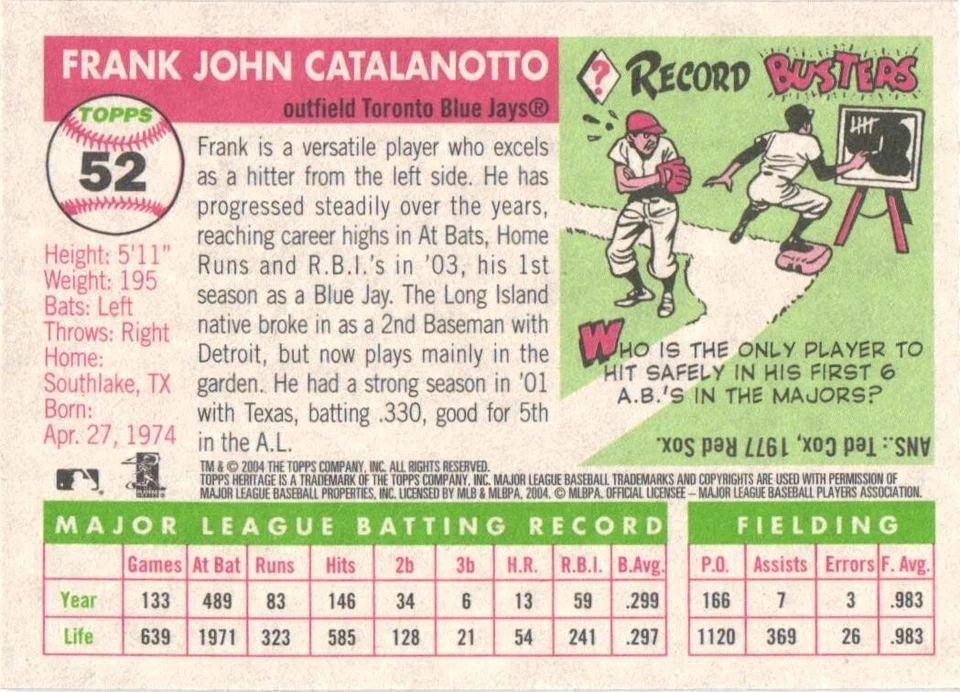 FRANK JOHN CATALANOTTO
outfield Toronto Blue Jays®
TOPPS
52
Height: 5'11"
Weight: 195
Bats: Left
Throws: Right
Home:
Southlake, TX
Born:
Apr. 27, 1974
Frank is a versatile player who excels
as a hitter from the left side. He has
progressed steadily over the years,
reaching career highs in At Bats, Home
Runs and R.B.I.'s in '03, his 1st
season as a Blue Jay. The Long Island
native broke in as a 2nd Baseman with
Detroit, but now plays mainly in the
garden. He had a strong season in '01
with Texas, batting .330, good for 5th
in the A.L.
? RECORD BUSTERS
WHO IS THE ONLY PLAYER TO
HIT SAFELY IN HIS FIRST 6
A.B.'S IN THE MAJORS?
ANS.: Ted Cox, 1977 Red Sox.
TM & © 2004 THE TOPPS COMPANY, INC. ALL RIGHTS RESERVED.
TOPPS HERITAGE IS A TRADEMARK OF THE TOPPS COMPANY, INC. MAJOR LEAGUE BASEBALL TRADEMARKS AND COPYRIGHTS ARE USED WITH PERMISSION OF
MAJOR LEAGUE BASEBALL PROPERTIES, INC. LICENSED BY MLB & MLBPA, 2004. © MLBPA. OFFICIAL LICENSEE – MAJOR LEAGUE BASEBALL PLAYERS ASSOCIATION.
MAJOR LEAGUE BATTING RECORD
Games At Bat Runs Hits 2b 3b H.R. R.B.I. B.Avg.
Year 133 489 83 146 34 6 13 59 .299
Life 639 1971 323 585 128 21 54 241 .297
FIELDING
P.O. Assists Errors F. Avg.
166 7 3 .983
1120 369 26 .983